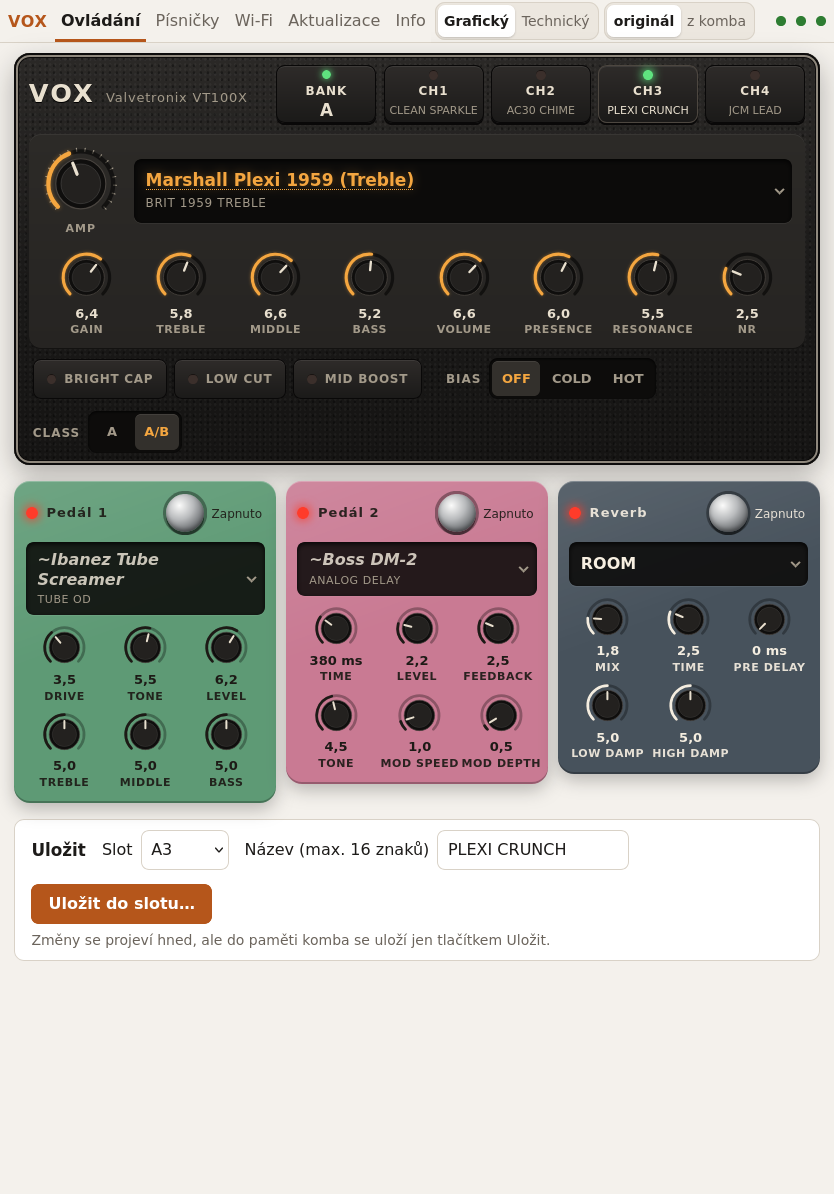 VOX Ovládání Písničky Wi-Fi Aktualizace Info Grafický Technický originál z komba
VOX Valvetronix VT100X
BANK CH1 CH2 CH3 CH4
A CLEAN SPARKLE AC30 CHIME PLEXI CRUNCH JCM LEAD
Marshall Plexi 1959 (Treble)
BRIT 1959 TREBLE
AMP
6,4 5,8 6,6 5,2 6,6 6,0 5,5 2,5
GAIN TREBLE MIDDLE BASS VOLUME PRESENCE RESONANCE NR
BRIGHT CAP LOW CUT MID BOOST BIAS OFF COLD HOT
CLASS A A/B
Pedál 1 Zapnuto
~Ibanez Tube
Screamer
TUBE OD
3,5 5,5 6,2
DRIVE TONE LEVEL
5,0 5,0 5,0
TREBLE MIDDLE BASS
Pedál 2 Zapnuto
~Boss DM-2
ANALOG DELAY
380 ms 2,2 2,5
TIME LEVEL FEEDBACK
4,5 1,0 0,5
TONE MOD SPEED MOD DEPTH
Reverb Zapnuto
ROOM
1,8 2,5 0 ms
MIX TIME PRE DELAY
5,0 5,0
LOW DAMP HIGH DAMP
Uložit Slot A3 Název (max. 16 znaků) PLEXI CRUNCH
Uložit do slotu…
Změny se projeví hned, ale do paměti komba se uloží jen tlačítkem Uložit.